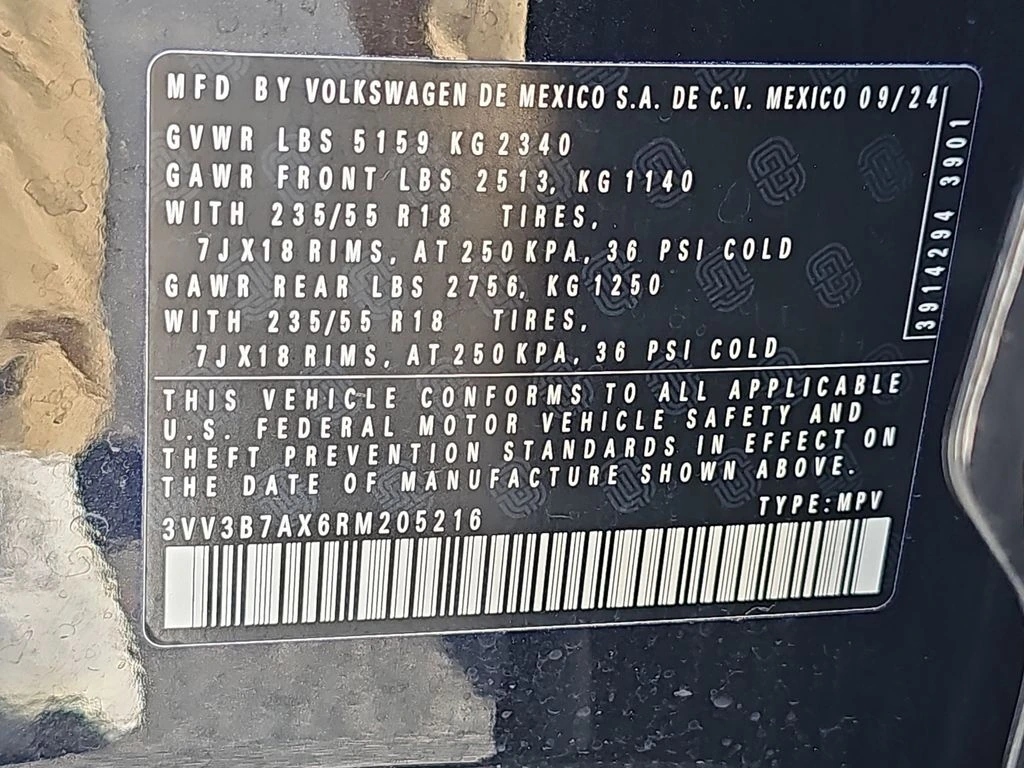 MFD BY VOLKSWAGEN DE MEXICO S.A. DE C.V. MEXICO 09/24
GVWR LBS 5159 KG 2340
GAWR FRONT LBS 2513, KG 1140
WITH 235/55 R18 TIRES,
7JX18 RIMS, AT 250 KPA, 36 PSI COLD
GAWR REAR LBS 2756, KG 1250
WITH 235/55 R18 TIRES,
7JX18 RIMS, AT 250 KPA, 36 PSI COLD
3914294 3901
THIS VEHICLE CONFORMS TO ALL APPLICABLE
U.S. FEDERAL MOTOR VEHICLE SAFETY AND
THEFT PREVENTION STANDARDS IN EFFECT ON
THE DATE OF MANUFACTURE SHOWN ABOVE.
TYPE: MPV
3VV3B7AX6RM205216